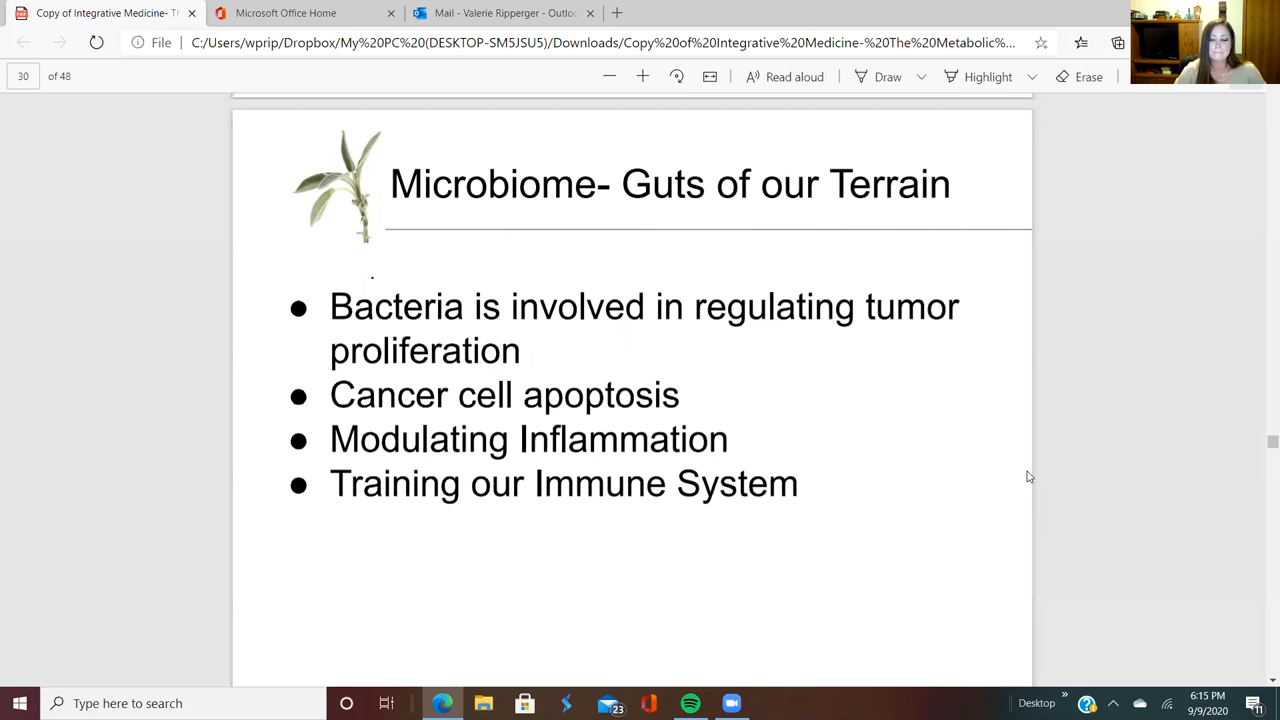 Copy of Integrative Medicine- Th
Microsoft Office Home
Mail - Valerie Ripperger - Outloo
File
C:/Users/wprip/Dropbox/My%20PC%20(DESKTOP-SM5JSU5)/Downloads/Copy%20of%20Integrative%20Medicine-%20The%20Metabolic%...
30 of 48
Read aloud
Draw
Highlight
Erase
Microbiome- Guts of our Terrain
● Bacteria is involved in regulating tumor
proliferation
● Cancer cell apoptosis
● Modulating Inflammation
● Training our Immune System
Type here to search
23
Desktop
6:15 PM
9/9/2020
11